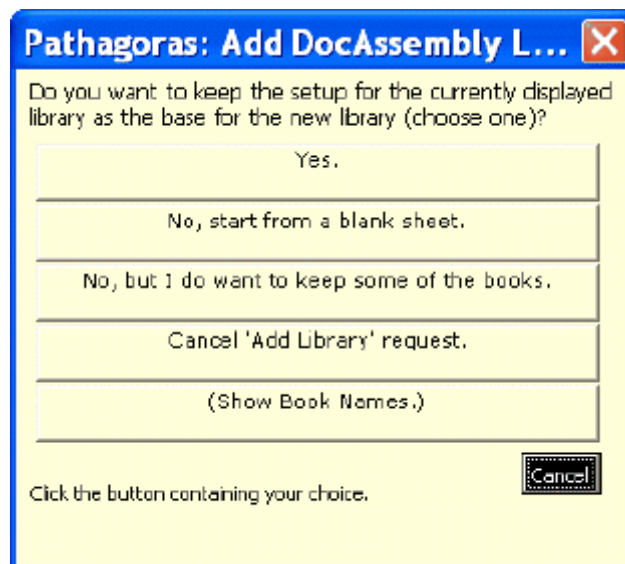 Pathagoras: Add DocAssembly L...
Do you want to keep the setup for the currently displayed
library as the base for the new library (choose one)?
Yes.
No, start from a blank sheet.
No, but I do want to keep some of the books.
Cancel 'Add Library' request.
(Show Book Names.)
Cancel
Click the button containing your choice.